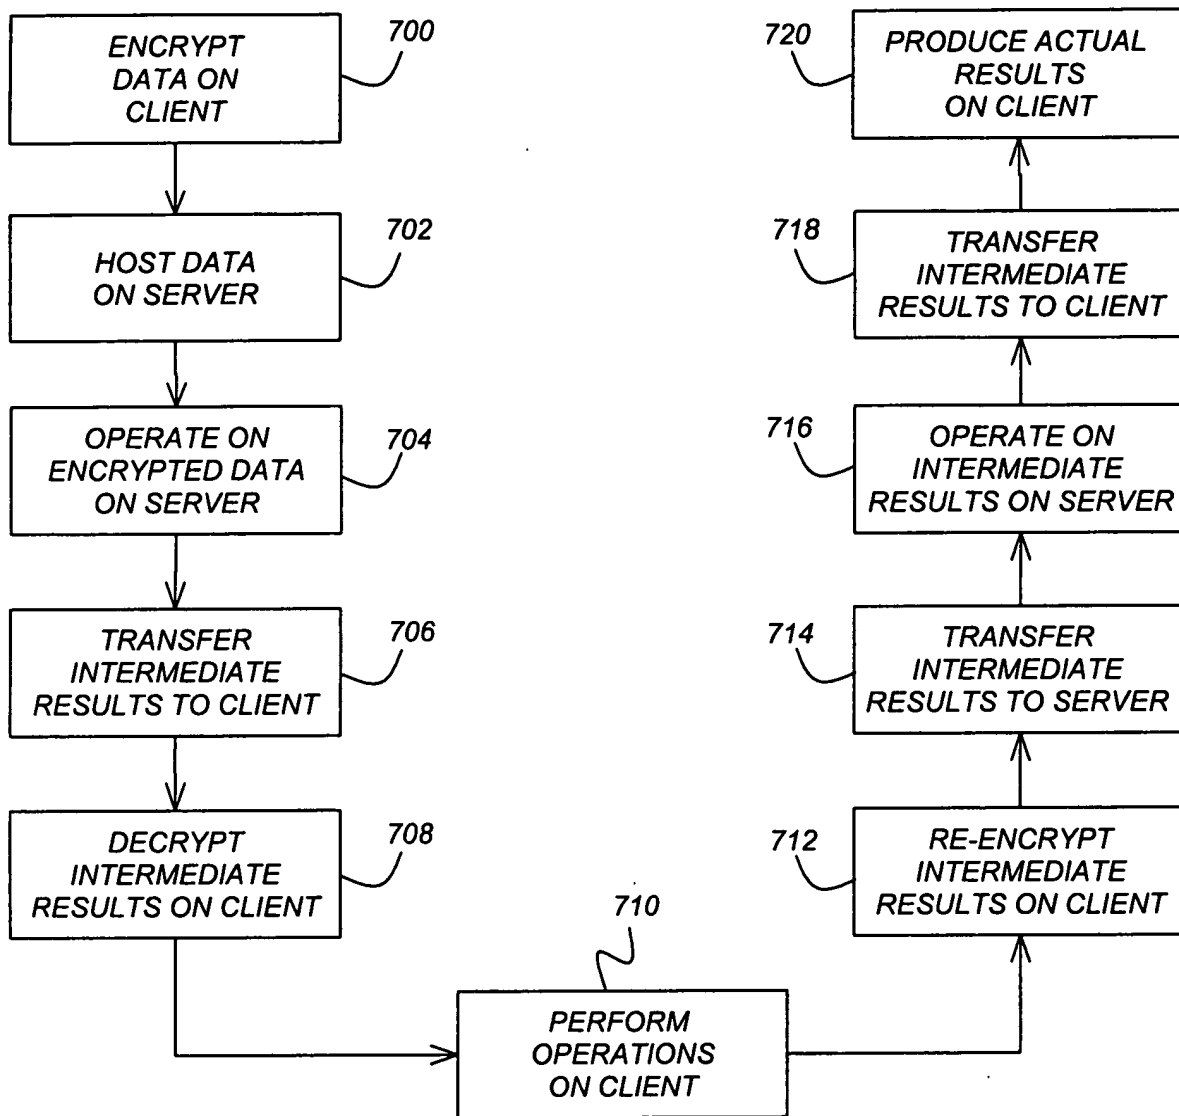 ENCRYPT
DATA ON
CLIENT
700
HOST DATA
ON SERVER
702
OPERATE ON
ENCRYPTED DATA
ON SERVER
704
TRANSFER
INTERMEDIATE
RESULTS TO CLIENT
706
DECRYPT
INTERMEDIATE
RESULTS ON CLIENT
708
710
PERFORM
OPERATIONS
ON CLIENT
712
RE-ENCRYPT
INTERMEDIATE
RESULTS ON CLIENT
714
TRANSFER
INTERMEDIATE
RESULTS TO SERVER
716
OPERATE ON
INTERMEDIATE
RESULTS ON SERVER
718
TRANSFER
INTERMEDIATE
RESULTS TO CLIENT
720
PRODUCE ACTUAL
RESULTS
ON CLIENT